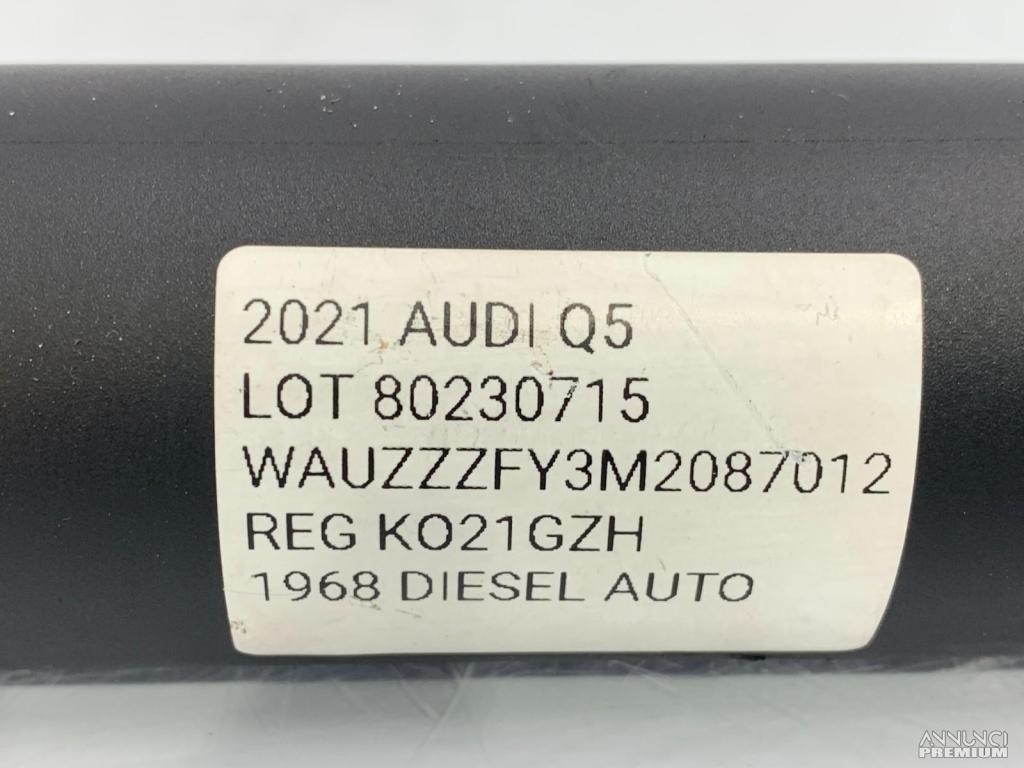 2021 AUDI Q5
LOT 80230715
WAUZZZFY3M2087012
REG KO21GZH
1968 DIESEL AUTO
ANNUNCI
PREMIUM